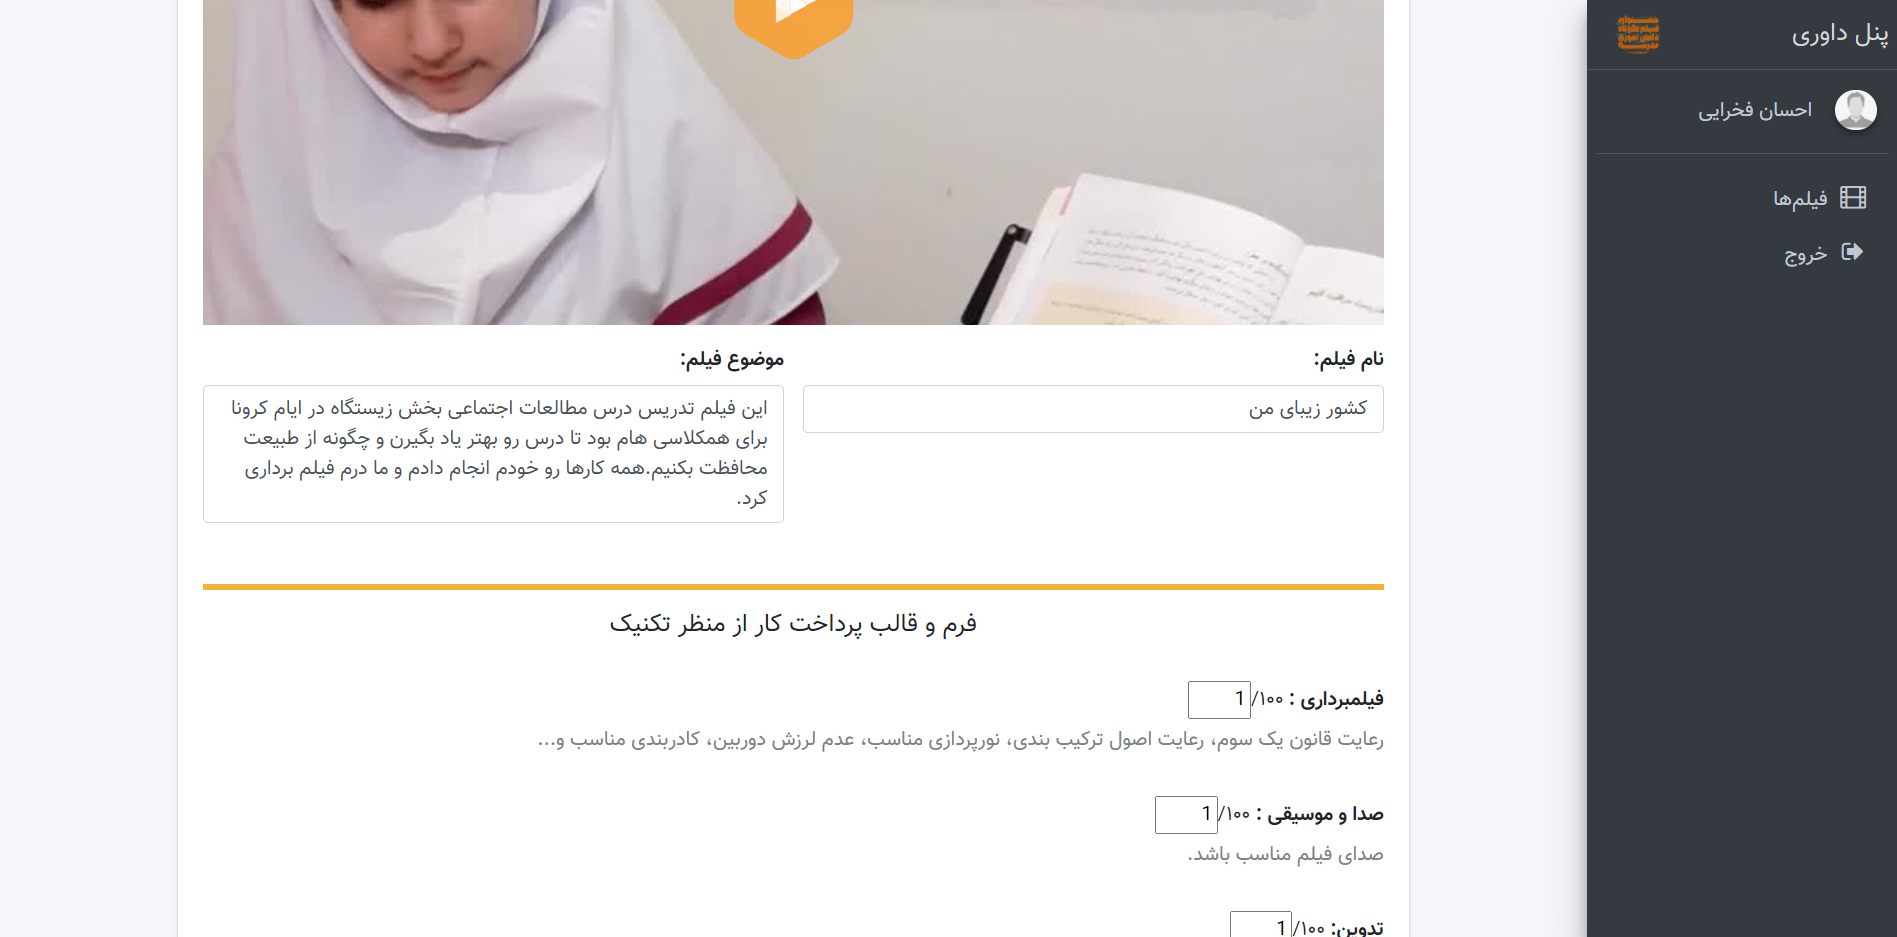 پنل داوری
احسان فخرایی
فیلم‌ها
خروج
نام فیلم:
کشور زیبای من
موضوع فیلم:
این فیلم تدریس درس مطالعات اجتماعی بخش زیستگاه در ایام کرونا
برای همکلاسی هام بود تا درس رو بهتر یاد بگیرن و چگونه از طبیعت
محافظت بکنیم.همه کارها رو خودم انجام دادم و ما درم فیلم برداری
کرد.
فرم و قالب پرداخت کار از منظر تکنیک
فیلمبرداری : ۱۰۰/1
رعایت قانون یک سوم، رعایت اصول ترکیب بندی، نورپردازی مناسب، عدم لرزش دوربین، کادربندی مناسب و...
صدا و موسیقی : ۱۰۰/1
صدای فیلم مناسب باشد.
تدوین: ۱۰۰/1